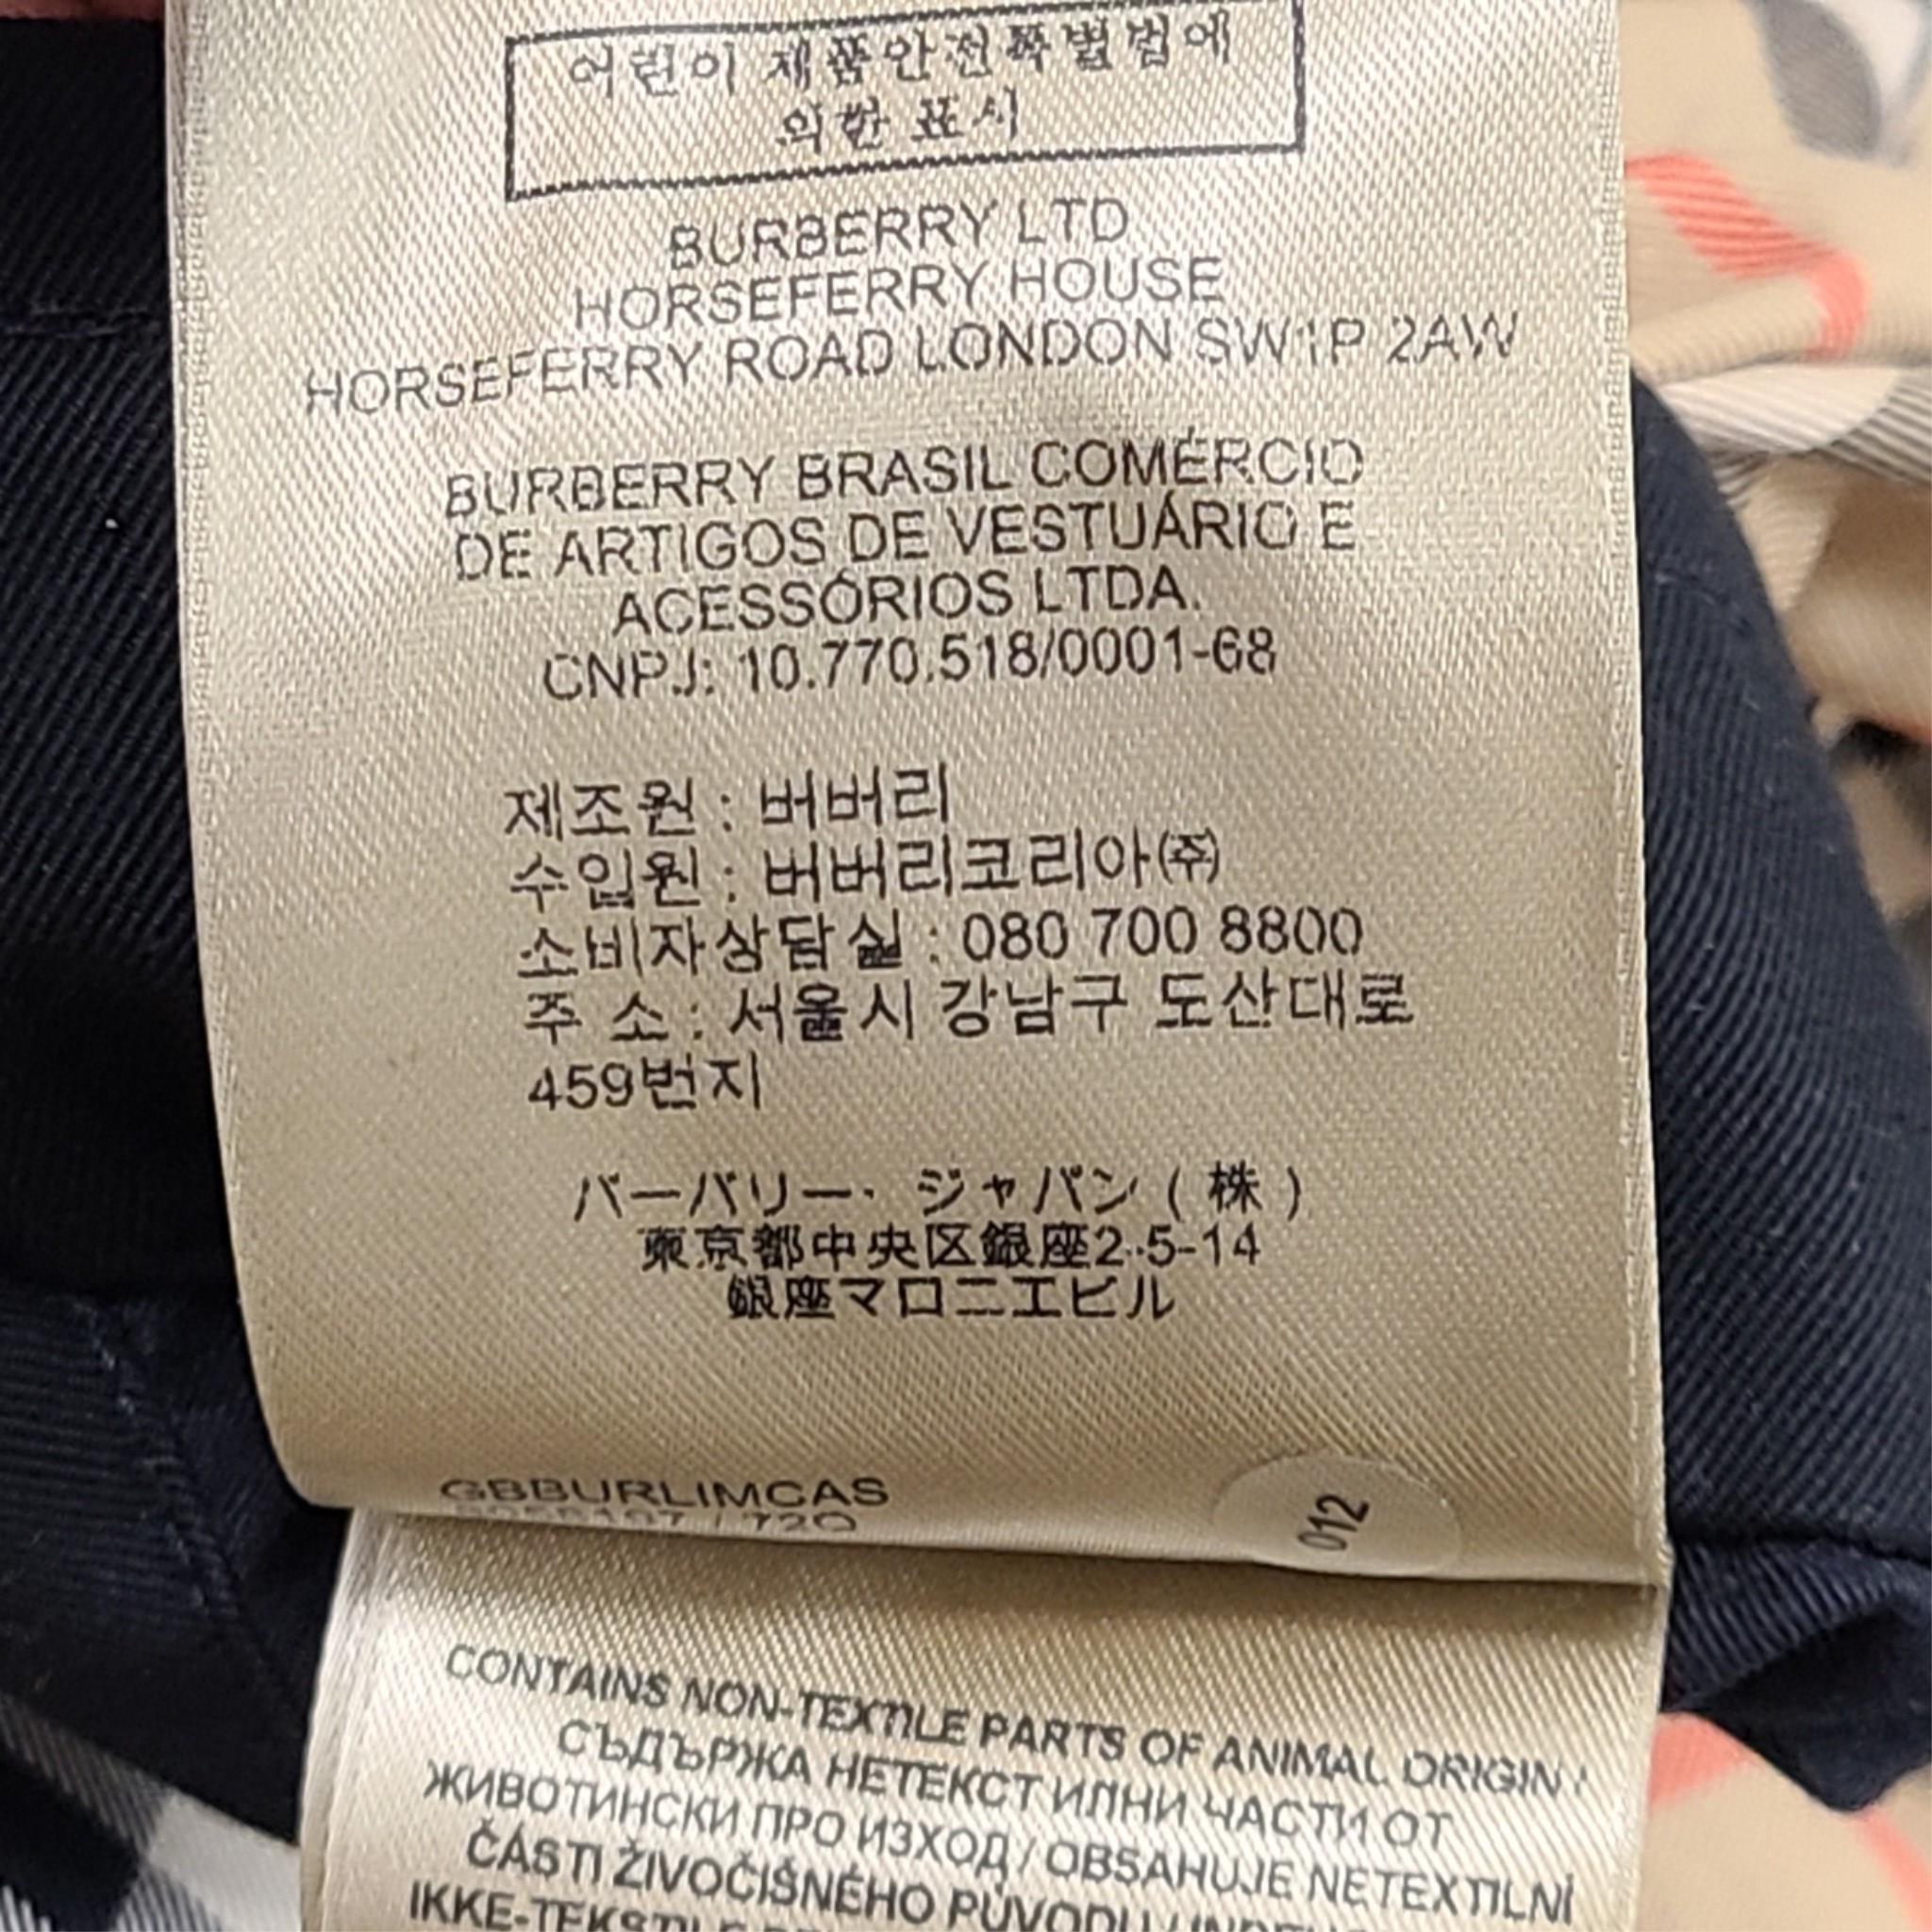 어린이 제품안전특별법에
의한 표시
BURBERRY LTD
HORSEFERRY HOUSE
HORSEFERRY ROAD LONDON SW1P 2AW
BURBERRY BRASIL COMÉRCIO
DE ARTIGOS DE VESTUÁRIO E
ACESSÓRIOS LTDA.
CNPJ: 10.770.518/0001-68
제조원 : 버버리
수입원 : 버버리코리아㈜
소비자상담실 : 080 700 8800
주 소 : 서울시 강남구 도산대로
459번지
バーバリー・ジャパン ( 株 )
東京都中央区銀座2-5-14
銀座マロニエビル
GBBURLIMCAS
/ 72O
012
CONTAINS NON-TEXTILE PARTS OF ANIMAL ORIGIN /
СЪДЪРЖА НЕТЕКСТИЛНИ ЧАСТИ ОТ
ЖИВОТИНСКИ ПРОИЗХОД / OBSAHUJE NETEXTILNÍ
ČÁSTI ŽIVOČIŠNÉHO PŮVODU /